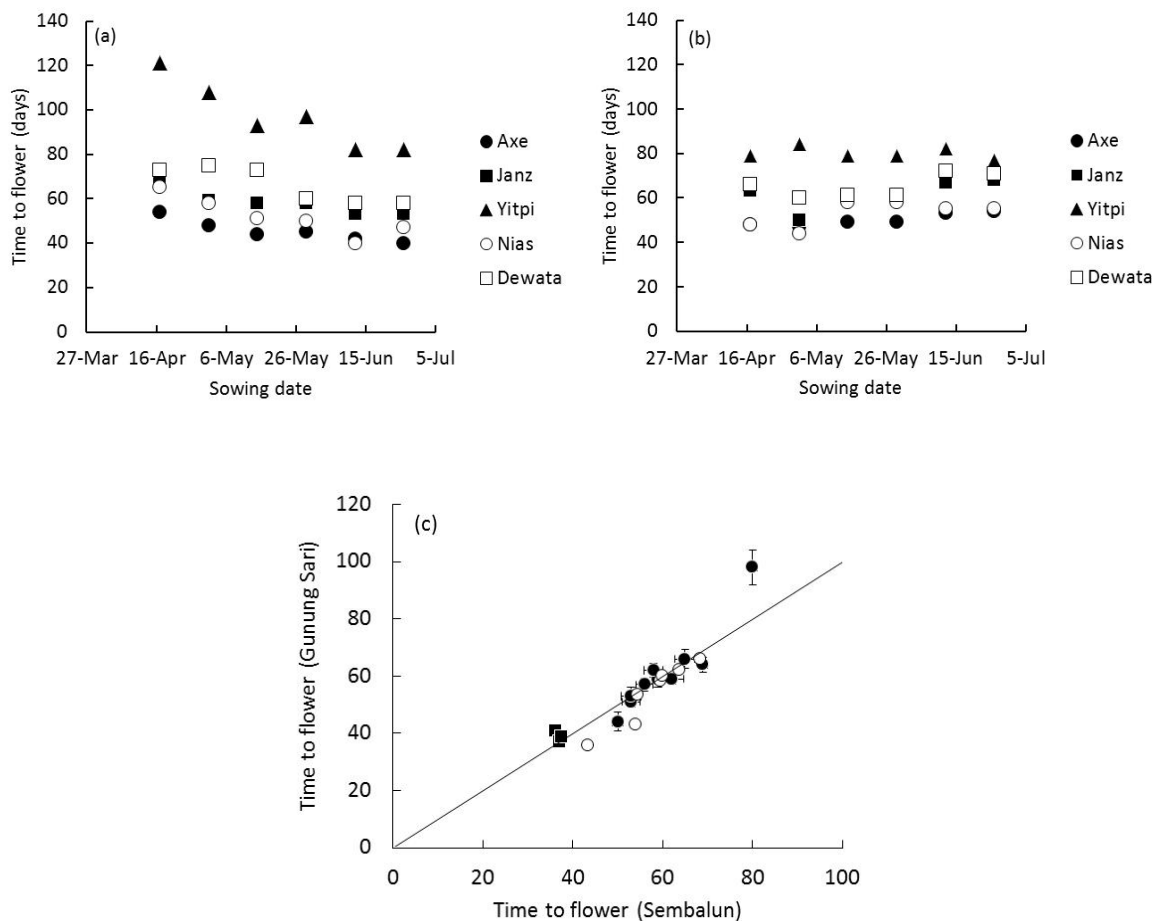 (a)
Time to flower (days)
140
120
100
80
60
40
20
0
27-Mar 16-Apr 6-May 26-May 15-Jun 5-Jul
Sowing date
Axe
Janz
Yitpi
Nias
Dewata
(b)
Time to flower (days)
140
120
100
80
60
40
20
0
27-Mar 16-Apr 6-May 26-May 15-Jun 5-Jul
Sowing date
Axe
Janz
Yitpi
Nias
Dewata
(c)
Time to flower (Gunung Sari)
120
100
80
60
40
20
0
0 20 40 60 80 100
Time to flower (Sembalun)